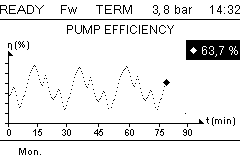 READY Fw TERM 3,8 bar 14:32
PUMP EFFICIENCY
η(%)
63,7 %
t(min)
0 15 30 45 60 90
Mon.